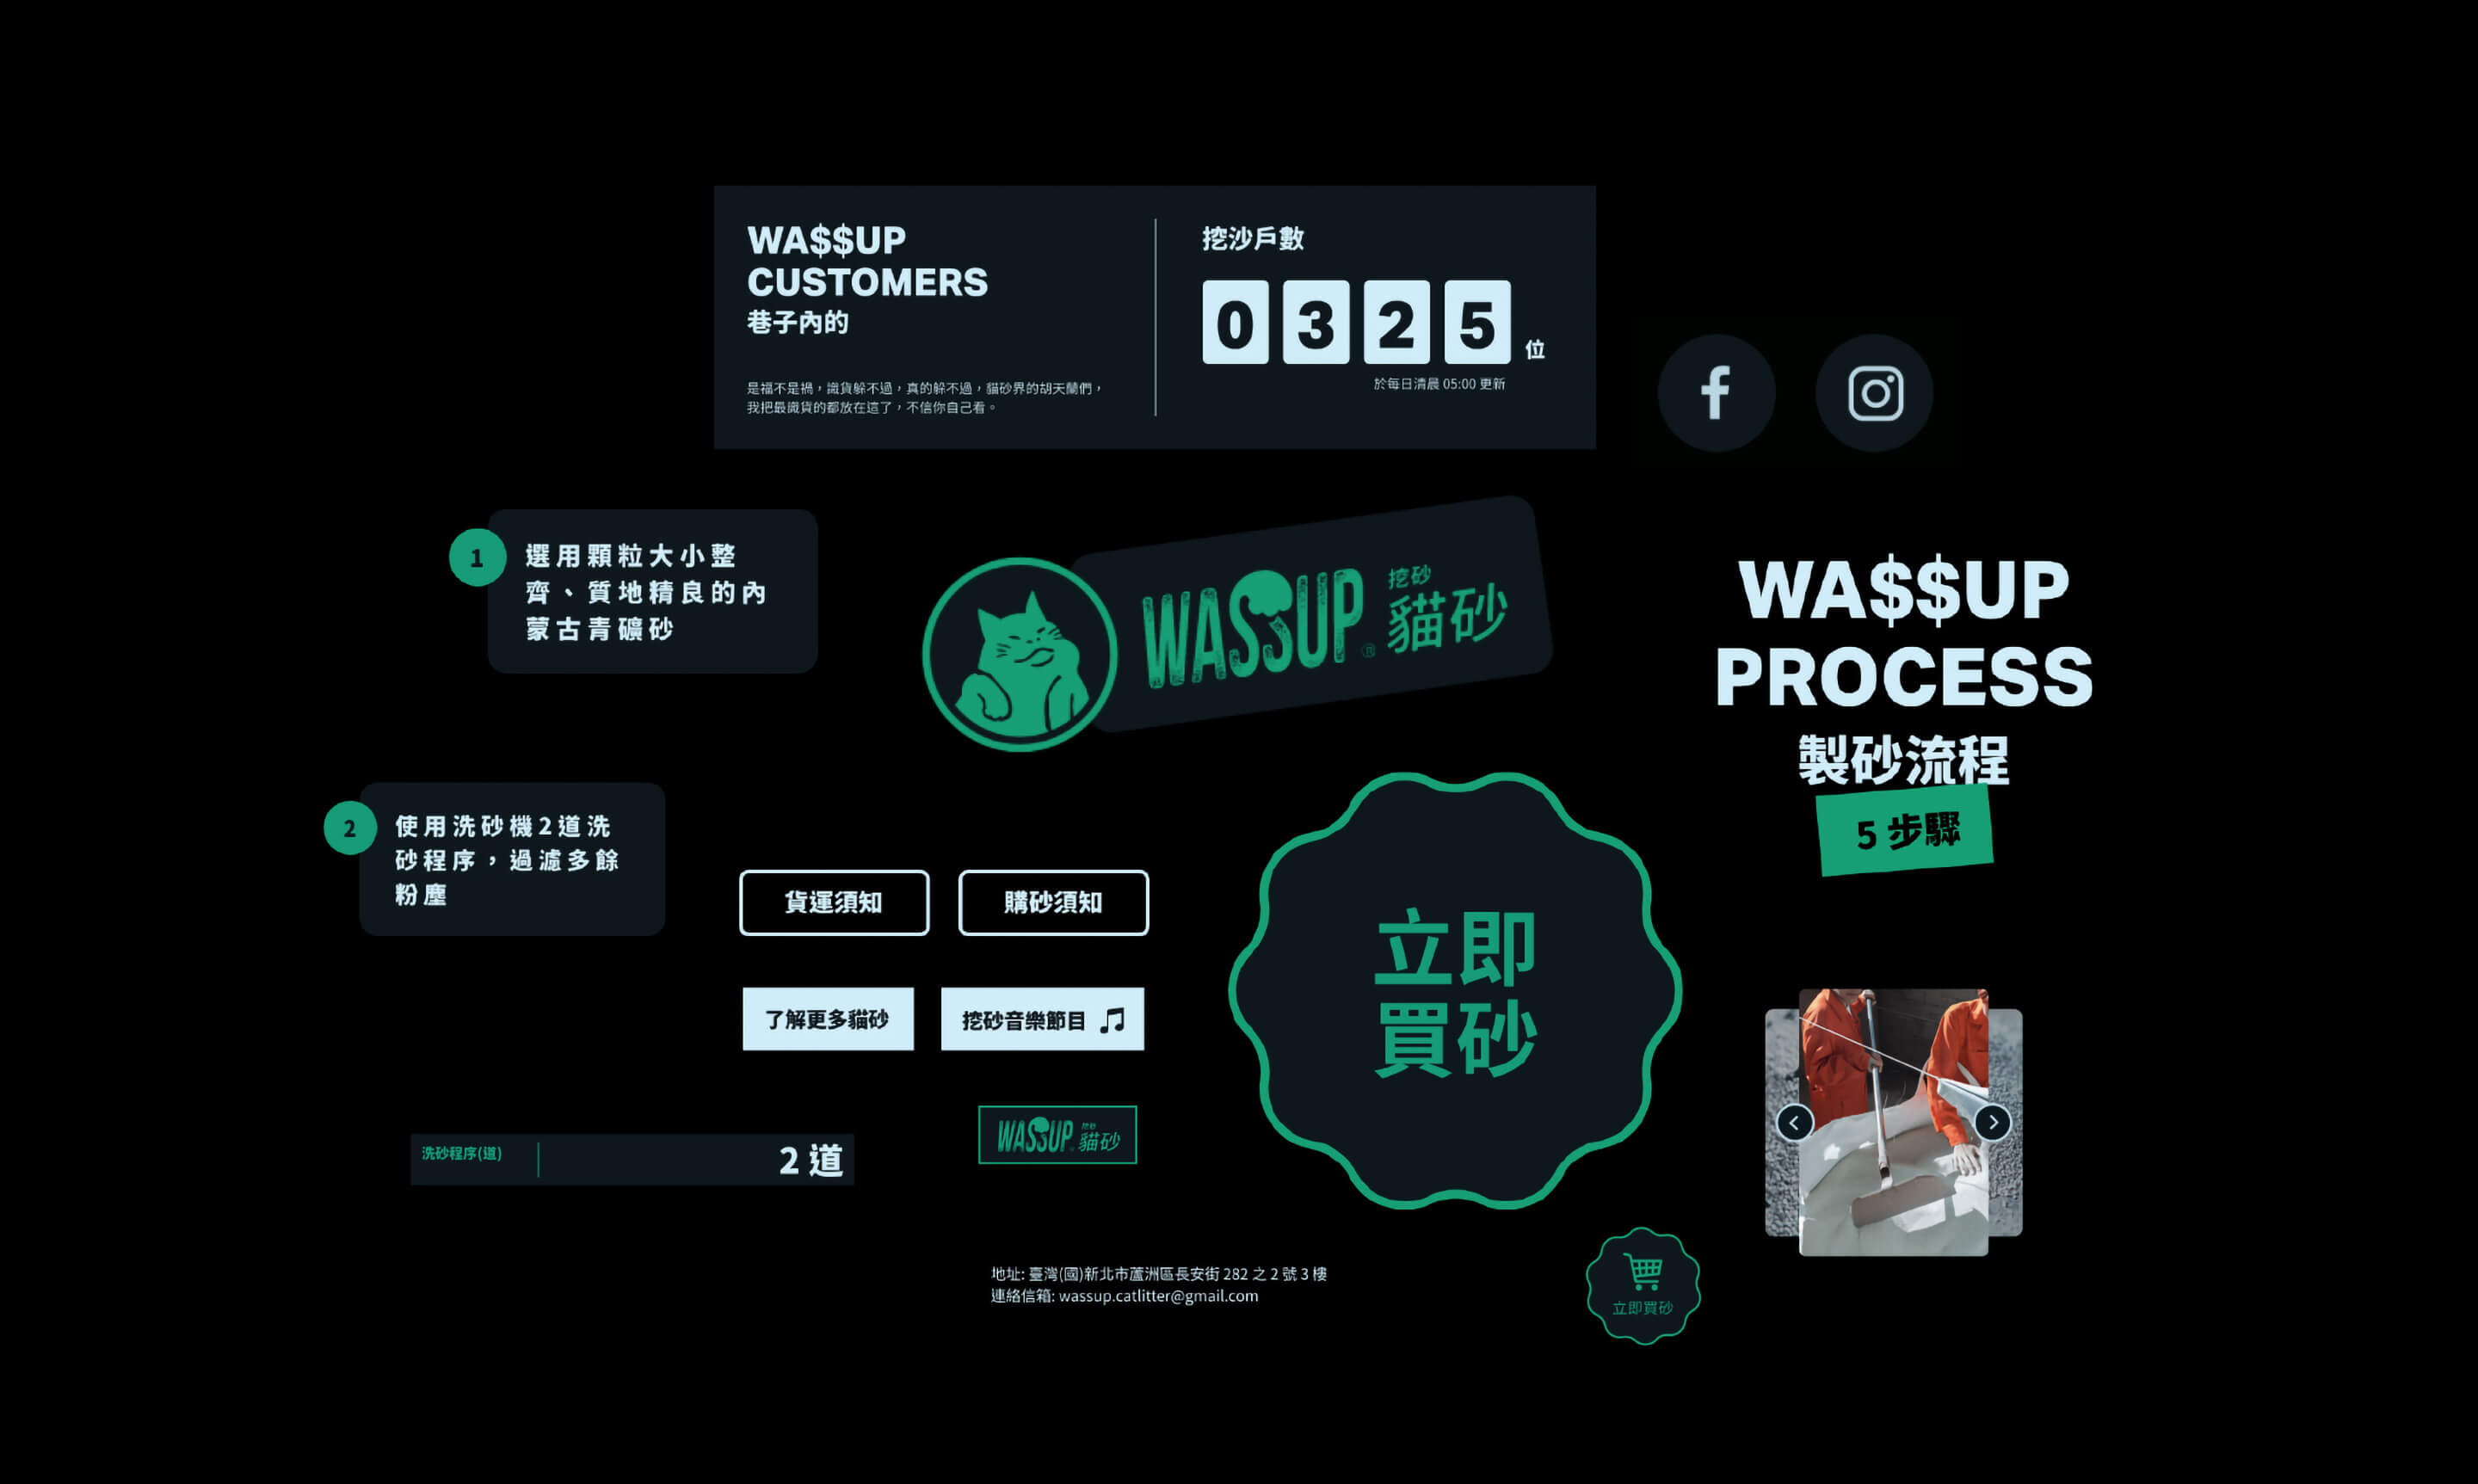 WA$$UP
CUSTOMERS
巷子內的
是福不是禍，識貨躲不過，真的躲不過，貓砂界的胡天蘭們，
我把最識貨的都放在這了，不信你自己看。
挖沙戶數
0 3 2 5 位
於每日清晨 05:00 更新
1
選用顆粒大小整
齊、質地精良的內
蒙古青礦砂
WASSUP® 挖砂
貓砂
WA$$UP
PROCESS
製砂流程
5 步驟
2
使用洗砂機2道洗
砂程序，過濾多餘
粉塵
貨運須知
購砂須知
了解更多貓砂
挖砂音樂節目
立即
買砂
洗砂程序(道)
2 道
WASSUP 挖砂
貓砂
地址: 臺灣(國)新北市蘆洲區長安街 282 之 2 號 3 樓
連絡信箱: wassup.catlitter@gmail.com
立即買砂